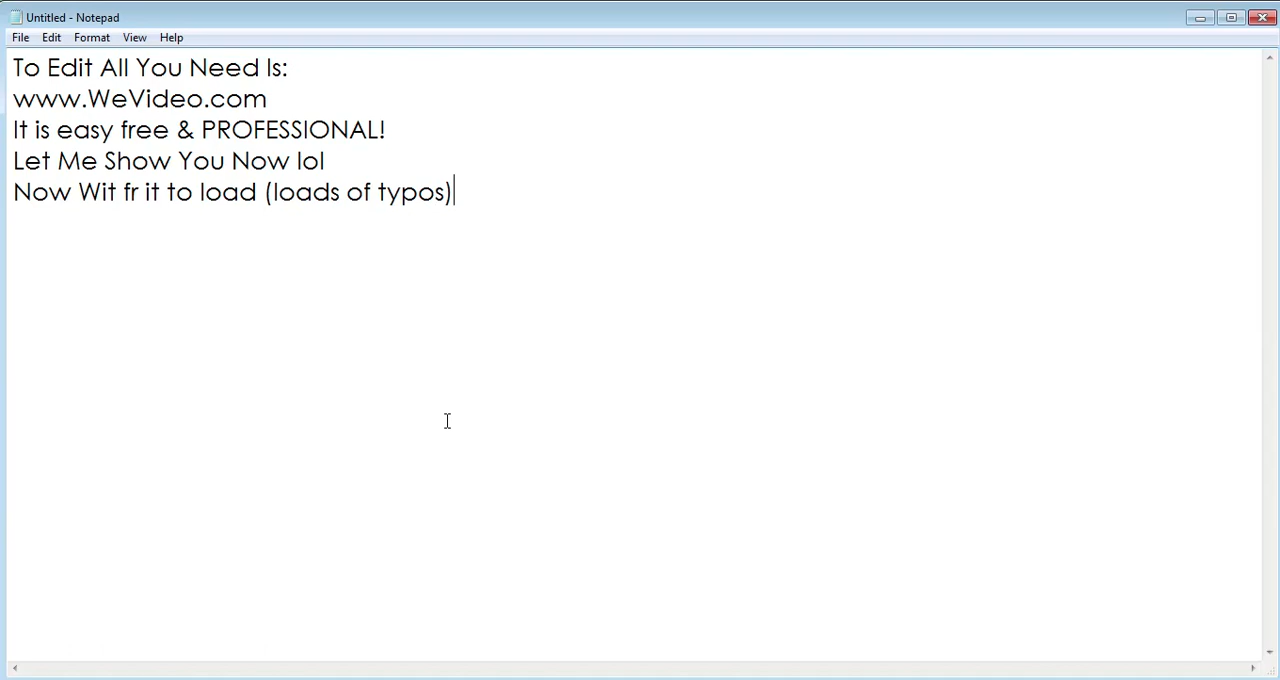 Untitled - Notepad
File Edit Format View Help
To Edit All You Need Is:
www.WeVideo.com
It is easy free & PROFESSIONAL!
Let Me Show You Now lol
Now Wit fr it to load (loads of typos)